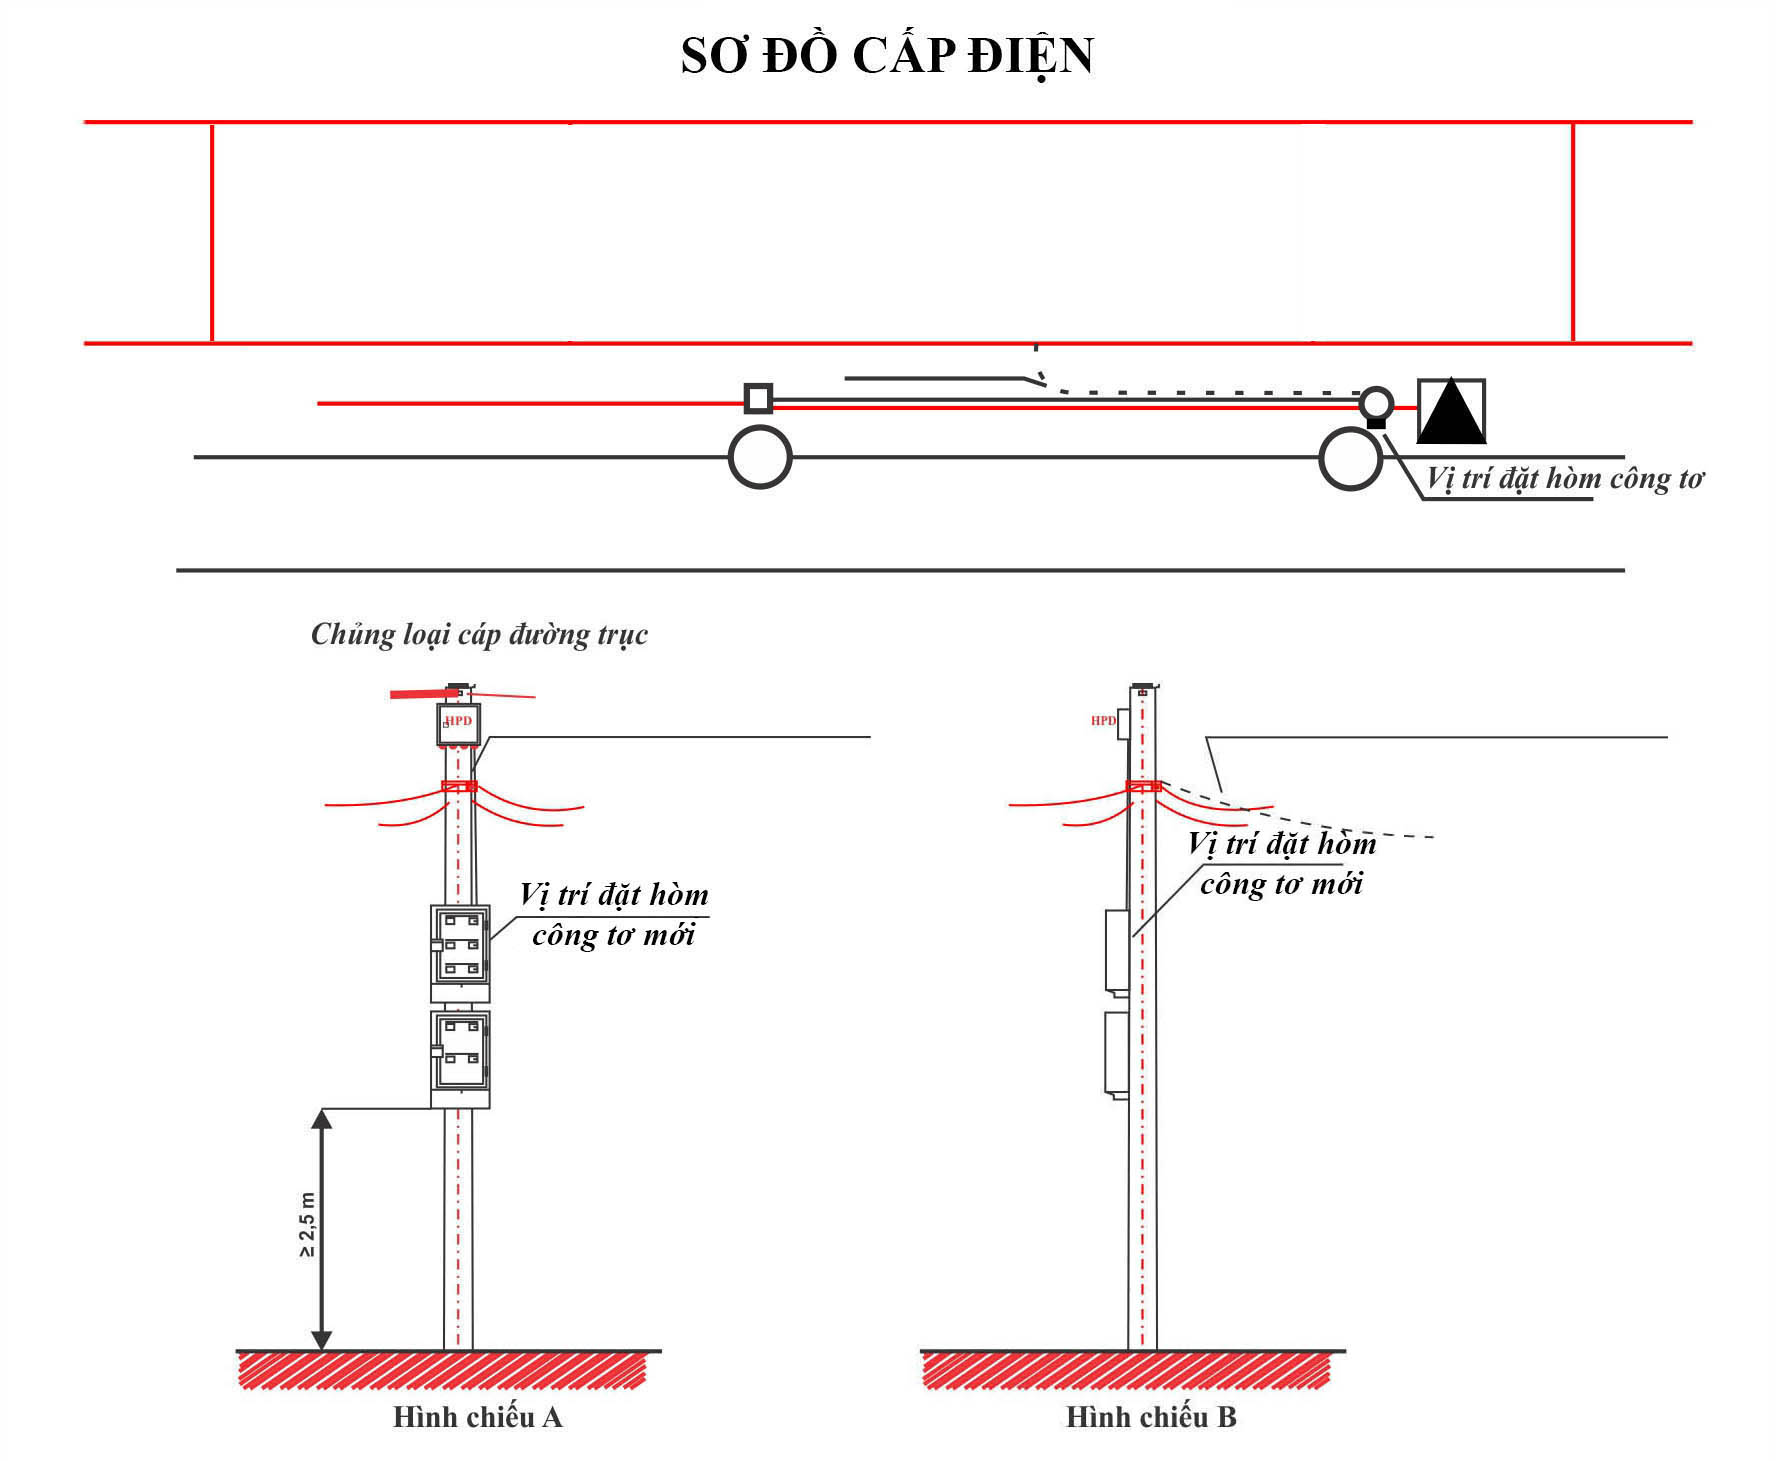 SƠ ĐỒ CẤP ĐIỆN
Vị trí đặt hòm công tơ
Chủng loại cáp đường trục
HPD
HPD
Vị trí đặt hòm
công tơ mới
Vị trí đặt hòm
công tơ mới
≥ 2,5 m
Hình chiếu A
Hình chiếu B